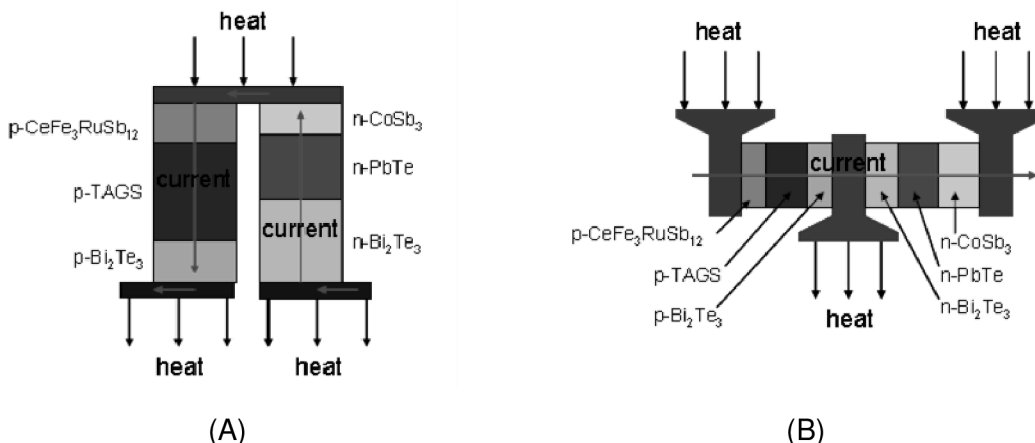 heat
p-CeFe₃RuSb₁₂
p-TAGS
p-Bi₂Te₃
current
current
n-CoSb₃
n-PbTe
n-Bi₂Te₃
heat
heat
(A)
heat
heat
current
p-CeFe₃RuSb₁₂
p-TAGS
p-Bi₂Te₃
n-CoSb₃
n-PbTe
n-Bi₂Te₃
heat
(B)